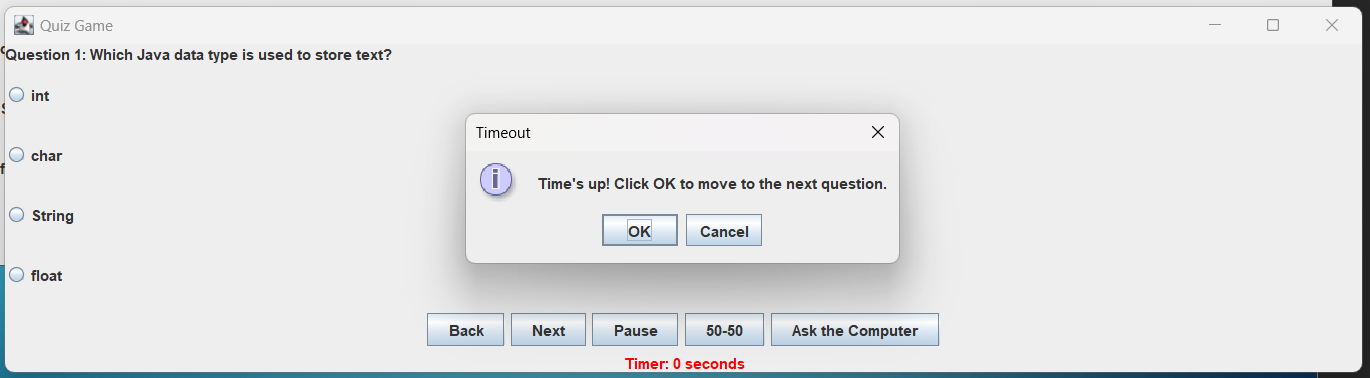 Quiz Game
Question 1: Which Java data type is used to store text?
int
char
String
float
Timeout
Time's up! Click OK to move to the next question.
OK Cancel
Back Next Pause 50-50 Ask the Computer
Timer: 0 seconds